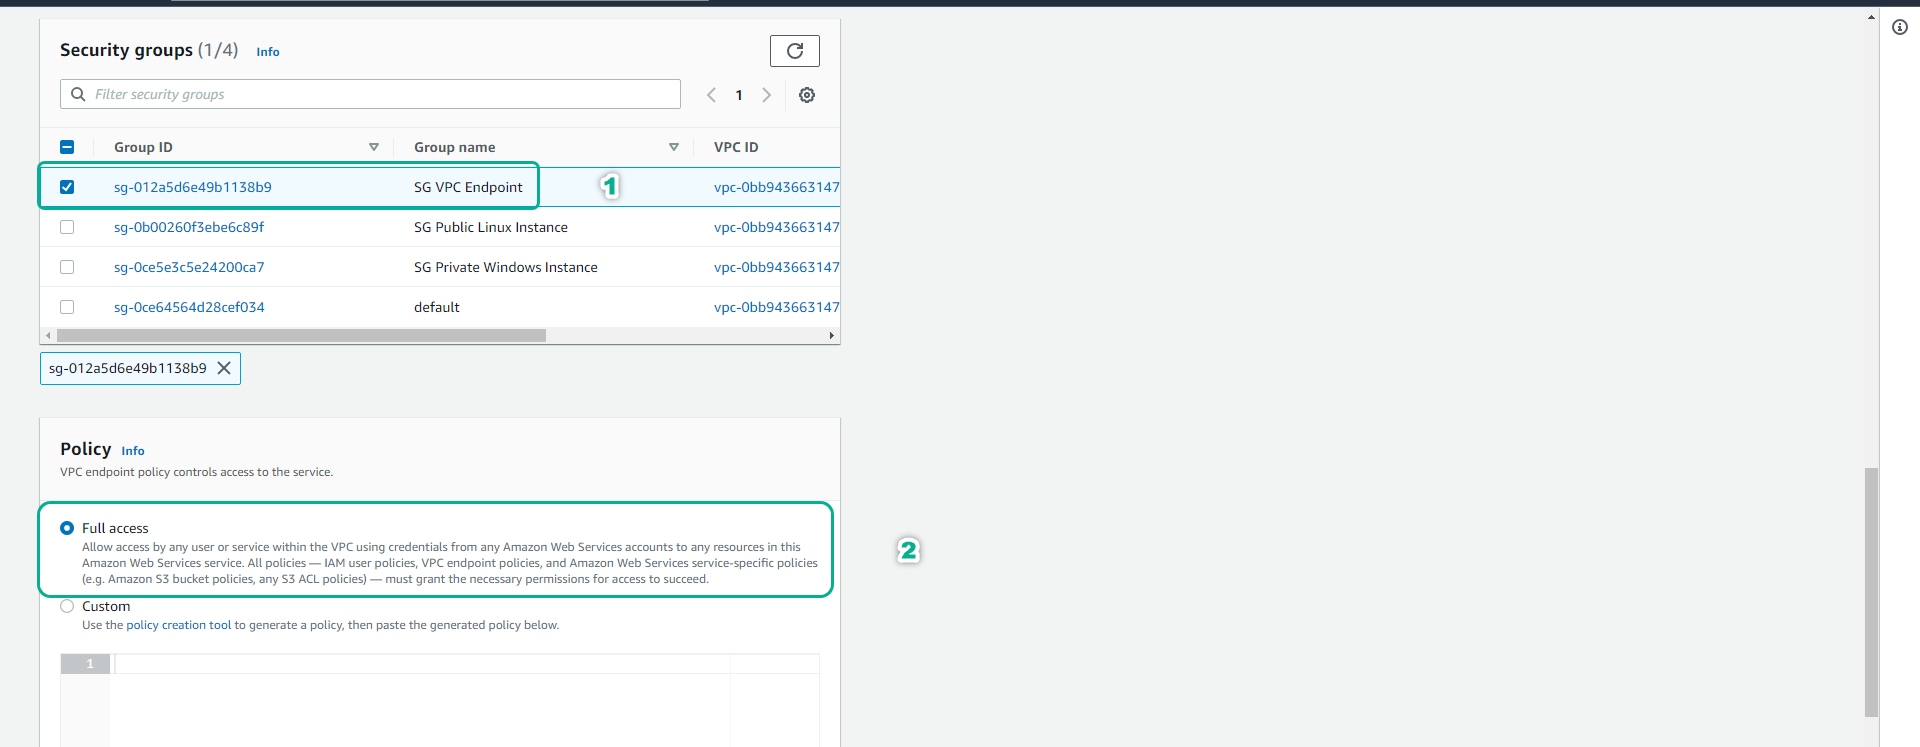 Security groups (1/4) Info
Filter security groups
1
Group ID Group name VPC ID
sg-012a5d6e49b1138b9 SG VPC Endpoint 1 vpc-0bb943663147
sg-0b00260f3ebe6c89f SG Public Linux Instance vpc-0bb943663147
sg-0ce5e3c5e24200ca7 SG Private Windows Instance vpc-0bb943663147
sg-0ce64564d28cef034 default vpc-0bb943663147
sg-012a5d6e49b1138b9
Policy Info
VPC endpoint policy controls access to the service.
Full access
Allow access by any user or service within the VPC using credentials from any Amazon Web Services accounts to any resources in this
Amazon Web Services service. All policies — IAM user policies, VPC endpoint policies, and Amazon Web Services service-specific policies
(e.g. Amazon S3 bucket policies, any S3 ACL policies) — must grant the necessary permissions for access to succeed.
2
Custom
Use the policy creation tool to generate a policy, then paste the generated policy below.
1